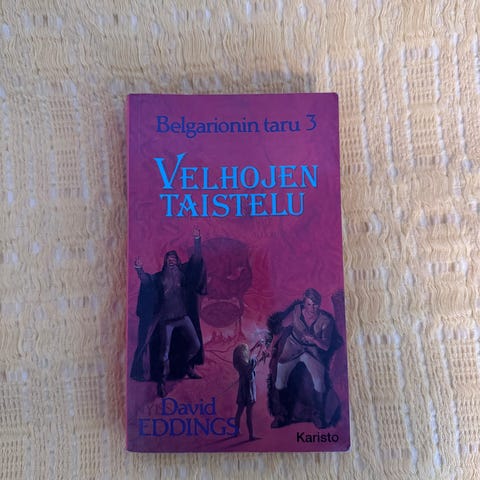 Belgarionin taru 3
VELHOJEN
TAISTELU
David
EDDINGS
Karisto